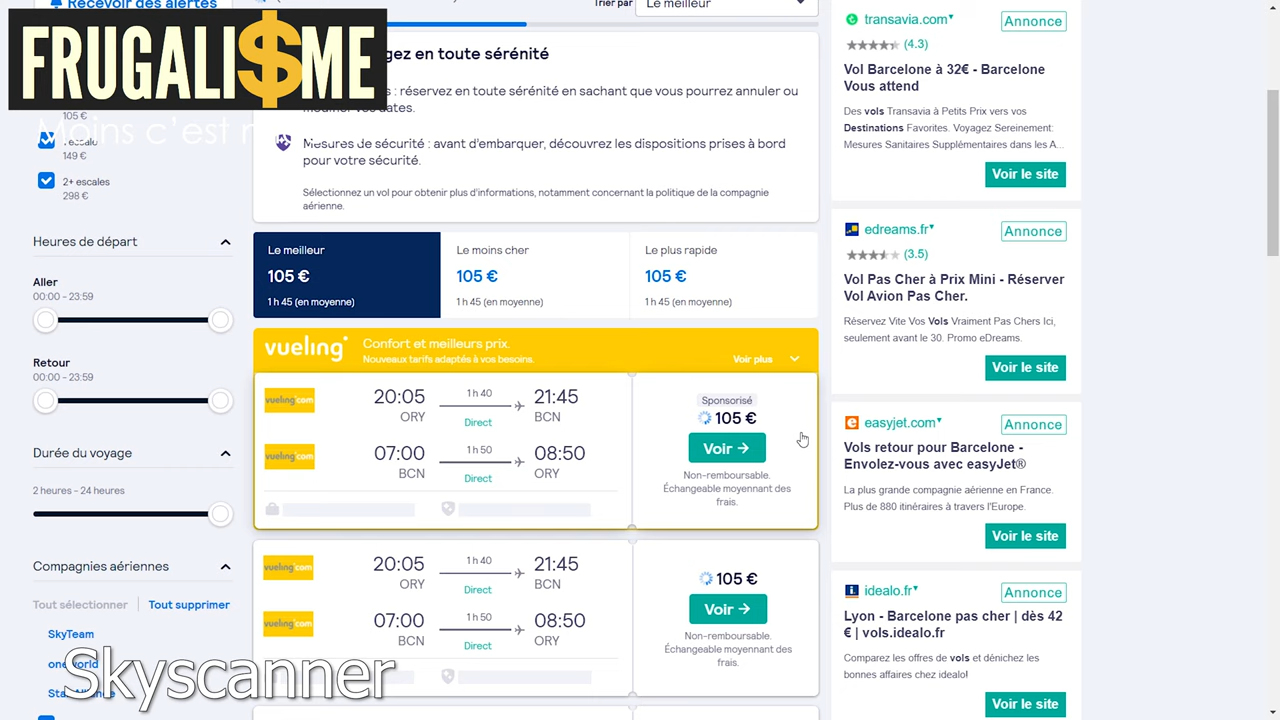 Recevoir des alertes
Trier par
Le meilleur
FRUGALI$ME
Moins c'est
105 €
149 €
2+ escales
298 €
Heures de départ
Aller
00:00 - 23:59
Retour
00:00 - 23:59
Durée du voyage
2 heures - 24 heures
Compagnies aériennes
Tout sélectionner
Tout supprimer
SkyTeam
oneworld
Skyscanner
en toute sérénité
: réservez en toute sérénité en sachant que vous pourrez annuler ou
modifier vos dates.
Mesures de sécurité : avant d'embarquer, découvrez les dispositions prises à bord
pour votre sécurité.
Sélectionnez un vol pour obtenir plus d'informations, notamment concernant la politique de la compagnie
aérienne.
Le meilleur
105 €
1 h 45 (en moyenne)
Le moins cher
105 €
1 h 45 (en moyenne)
Le plus rapide
105 €
1 h 45 (en moyenne)
vueling
Confort et meilleurs prix.
Nouveaux tarifs adaptés à vos besoins.
Voir plus
vueling.com
20:05
ORY
1 h 40
Direct
21:45
BCN
vueling.com
07:00
BCN
1 h 50
Direct
08:50
ORY
Sponsorisé
105 €
Voir →
Non-remboursable.
Échangeable moyennant des
frais.
vueling.com
20:05
ORY
1 h 40
Direct
21:45
BCN
vueling.com
07:00
BCN
1 h 50
Direct
08:50
ORY
105 €
Voir →
Non-remboursable.
Échangeable moyennant des
frais.
transavia.com
Annonce
(4.3)
Vol Barcelone à 32€ - Barcelone
Vous attend
Des vols Transavia à Petits Prix vers vos
Destinations Favorites. Voyagez Sereinement:
Mesures Sanitaires Supplémentaires dans les A...
Voir le site
edreams.fr
Annonce
(3.5)
Vol Pas Cher à Prix Mini - Réserver
Vol Avion Pas Cher.
Réservez Vite Vos Vols Vraiment Pas Chers Ici,
seulement avant le 30. Promo eDreams.
Voir le site
easyjet.com
Annonce
Vols retour pour Barcelone -
Envolez-vous avec easyJet®
La plus grande compagnie aérienne en France.
Plus de 880 itinéraires à travers l'Europe.
Voir le site
idealo.fr
Annonce
Lyon - Barcelone pas cher | dès 42
€ | vols.idealo.fr
Comparez les offres de vols et dénichez les
bonnes affaires chez idealo!
Voir le site